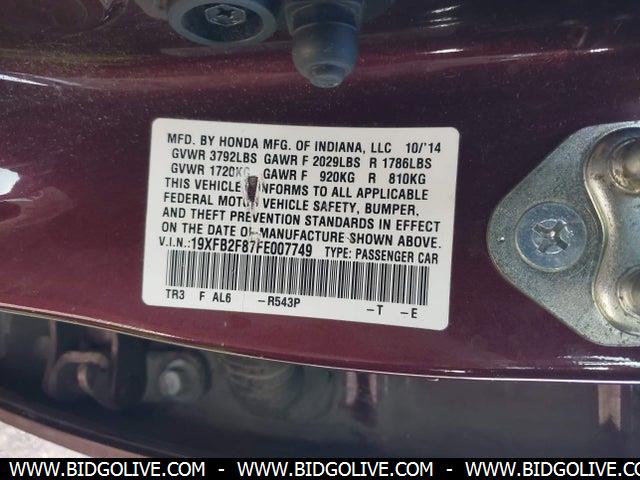 MFD. BY HONDA MFG. OF INDIANA, LLC 10/'14
GVWR 3792LBS GAWR F 2029LBS R 1786LBS
GVWR 1720KG GAWR F 920KG R 810KG
THIS VEHICLE CONFORMS TO ALL APPLICABLE
FEDERAL MOTOR VEHICLE SAFETY, BUMPER,
AND THEFT PREVENTION STANDARDS IN EFFECT
ON THE DATE OF MANUFACTURE SHOWN ABOVE.
V.I.N.:19XFB2F87FE007749 TYPE: PASSENGER CAR
TR3 F AL6 -R543P -T -E
WWW.BIDGOLIVE.COM - WWW.BIDGOLIVE.COM - WWW.BIDGOLIVE.COM